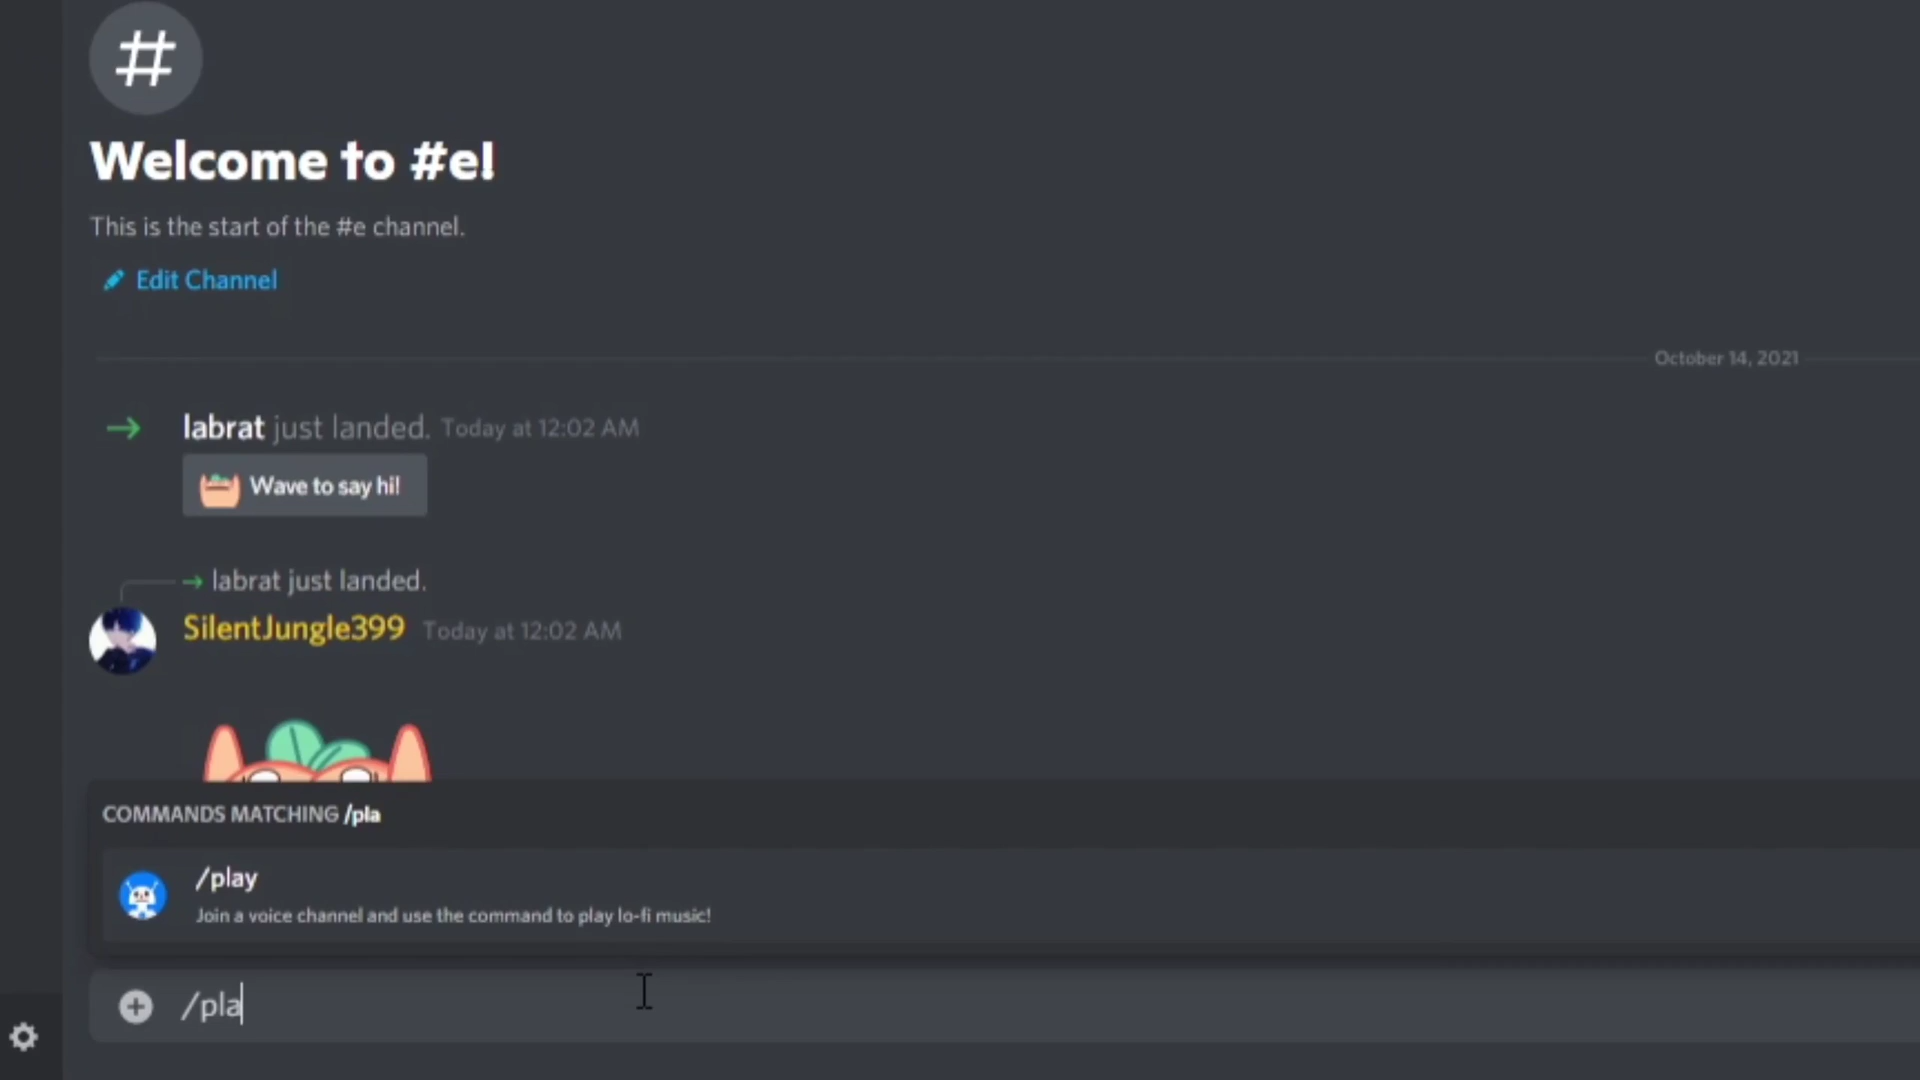 Welcome to #e!
This is the start of the #e channel.
Edit Channel
October 14, 2021
labrat just landed. Today at 12:02 AM
Wave to say hi!
labrat just landed.
SilentJungle399 Today at 12:02 AM
COMMANDS MATCHING /pla
/play
Join a voice channel and use the command to play lo-fi music!
/pla